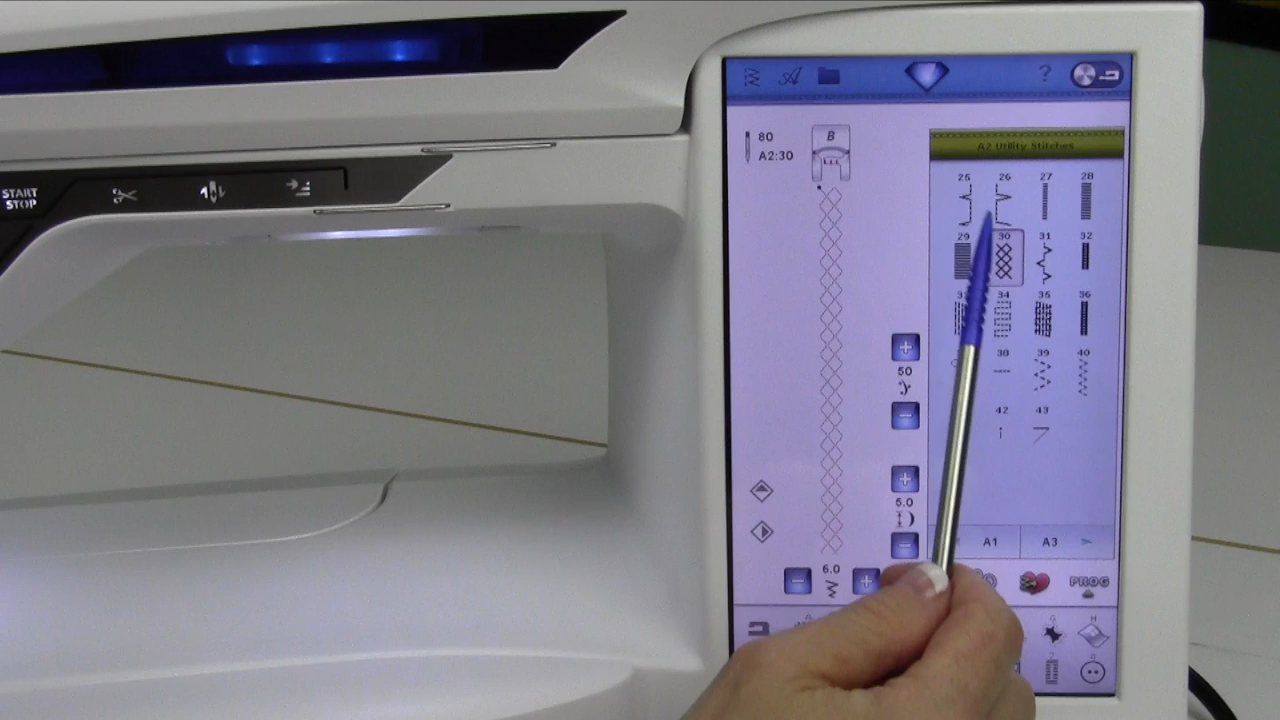 ?
START
STOP
80
A2:30
B
A2 Utility Stitches
25 26 27 28
29 30 31 32
34 35 36
38 39 40
42 43
50
5.0
6.0
A1 A3
PROG
G H